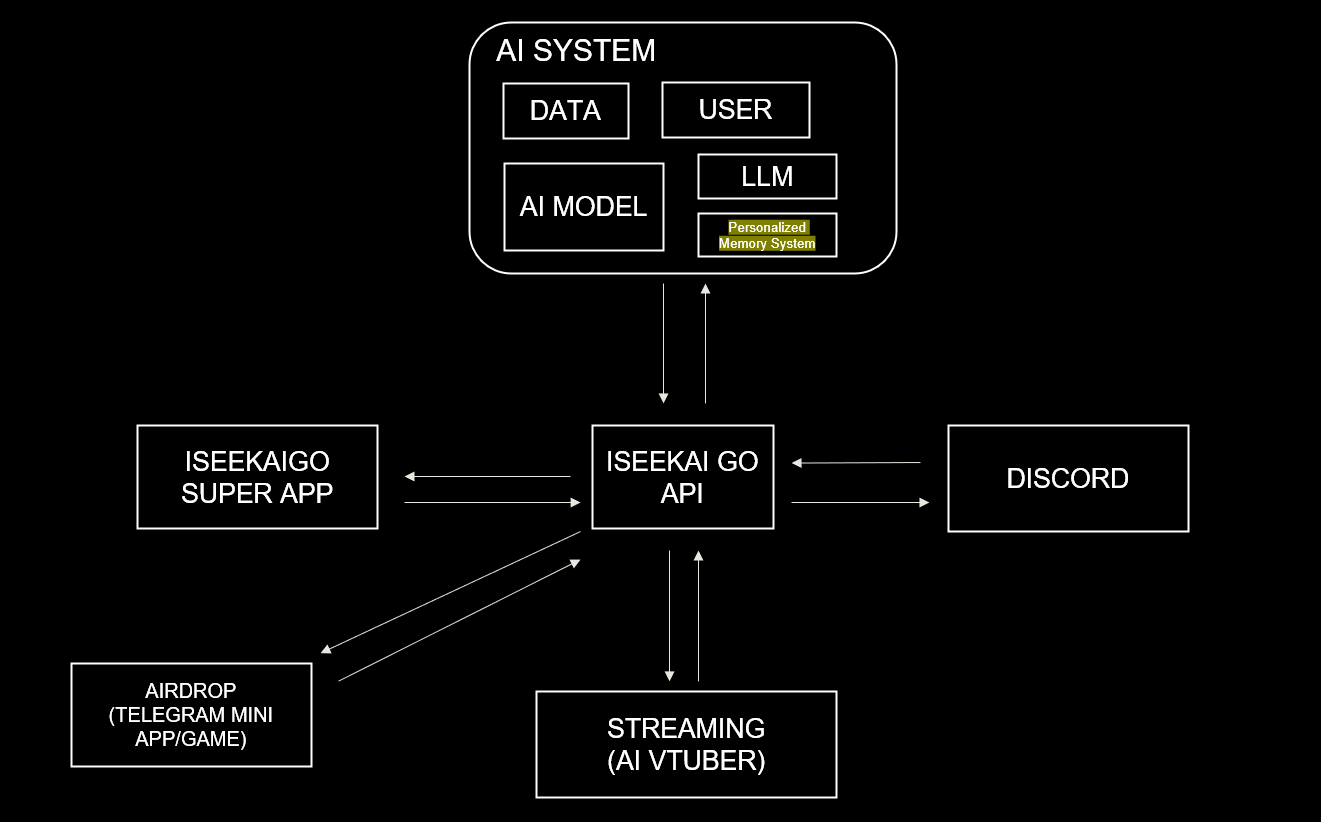 AI SYSTEM
DATA
USER
AI MODEL
LLM
Personalized
Memory System
ISEEKAIGO
SUPER APP
ISEEKAI GO
API
DISCORD
AIRDROP
(TELEGRAM MINI
APP/GAME)
STREAMING
(AI VTUBER)